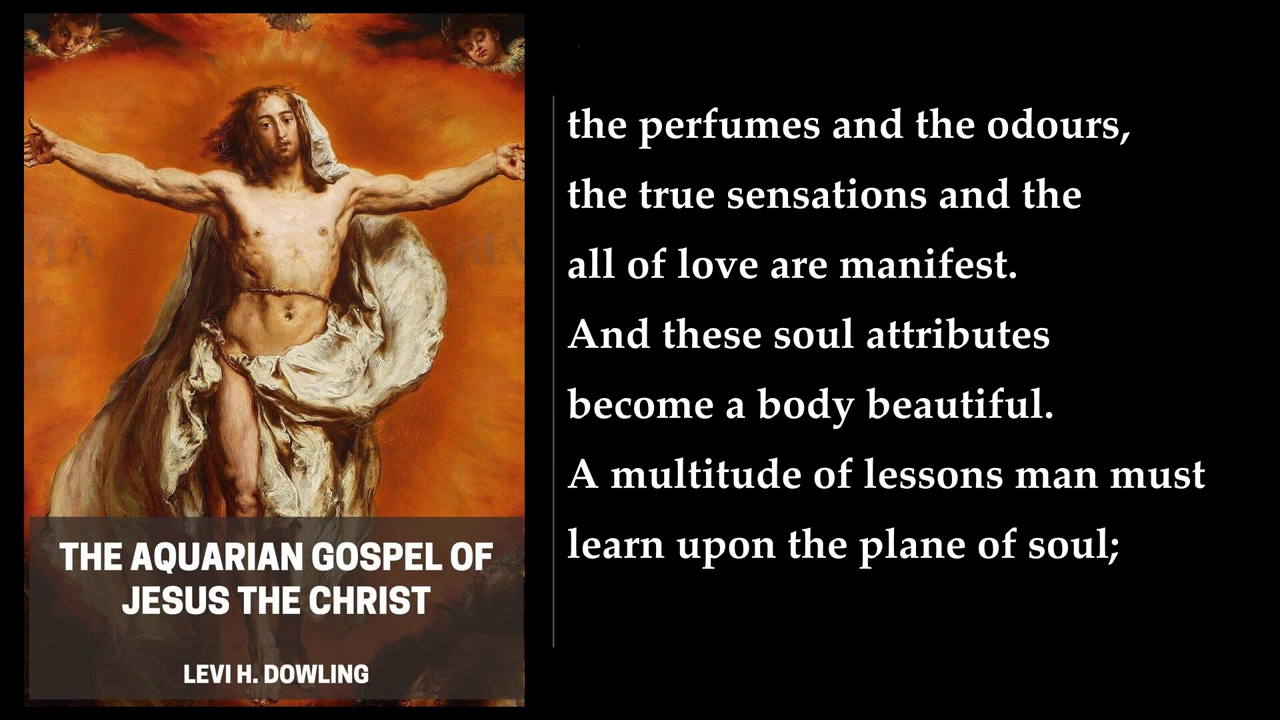 THE AQUARIAN GOSPEL OF
JESUS THE CHRIST
LEVI H. DOWLING
the perfumes and the odours,
the true sensations and the
all of love are manifest.
And these soul attributes
become a body beautiful.
A multitude of lessons man must
learn upon the plane of soul;